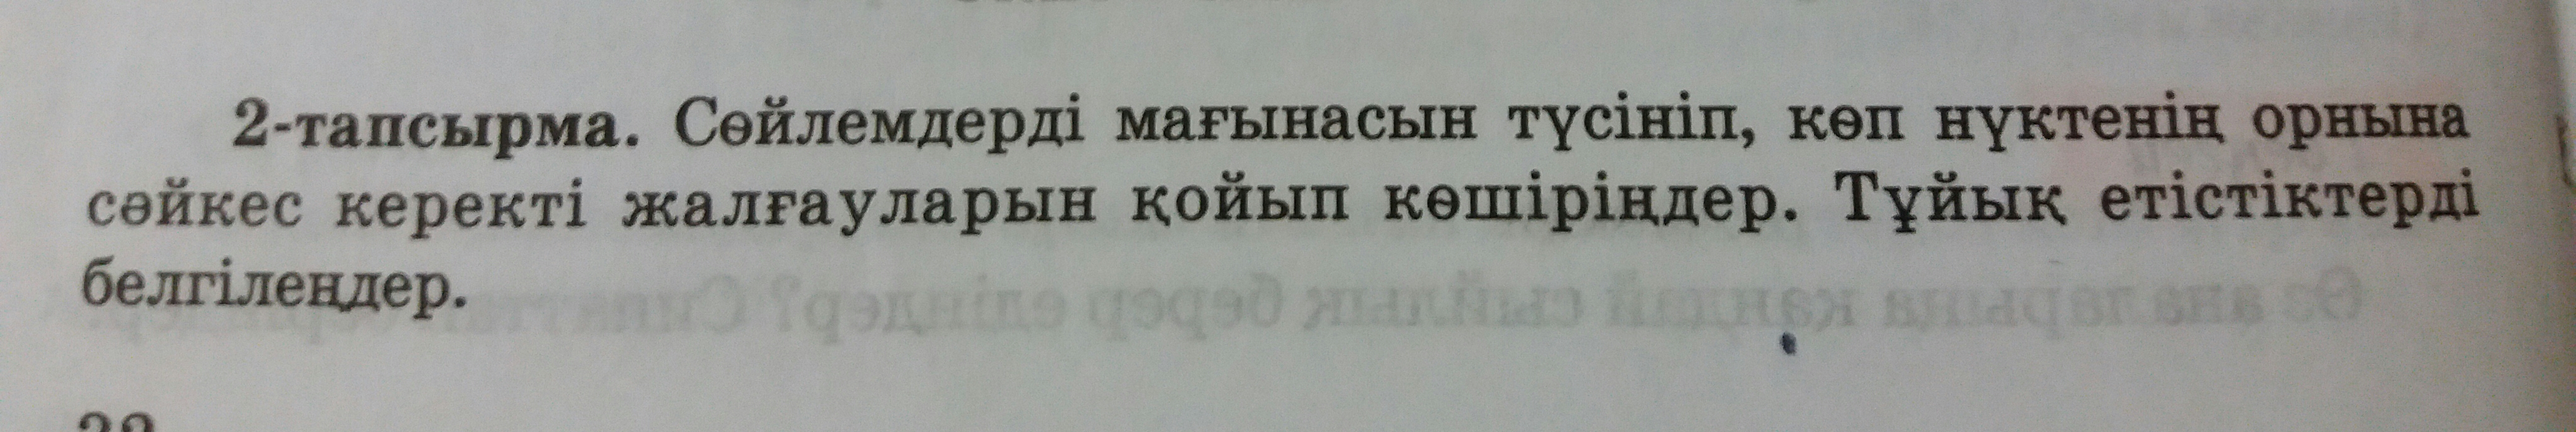 2-тапсырма. Сөйлемдерді мағынасын түсініп, көп нүктенің орнына
сәйкес керекті жалғауларын қойып көшіріңдер. Тұйық етістіктерді
белгілеңдер.